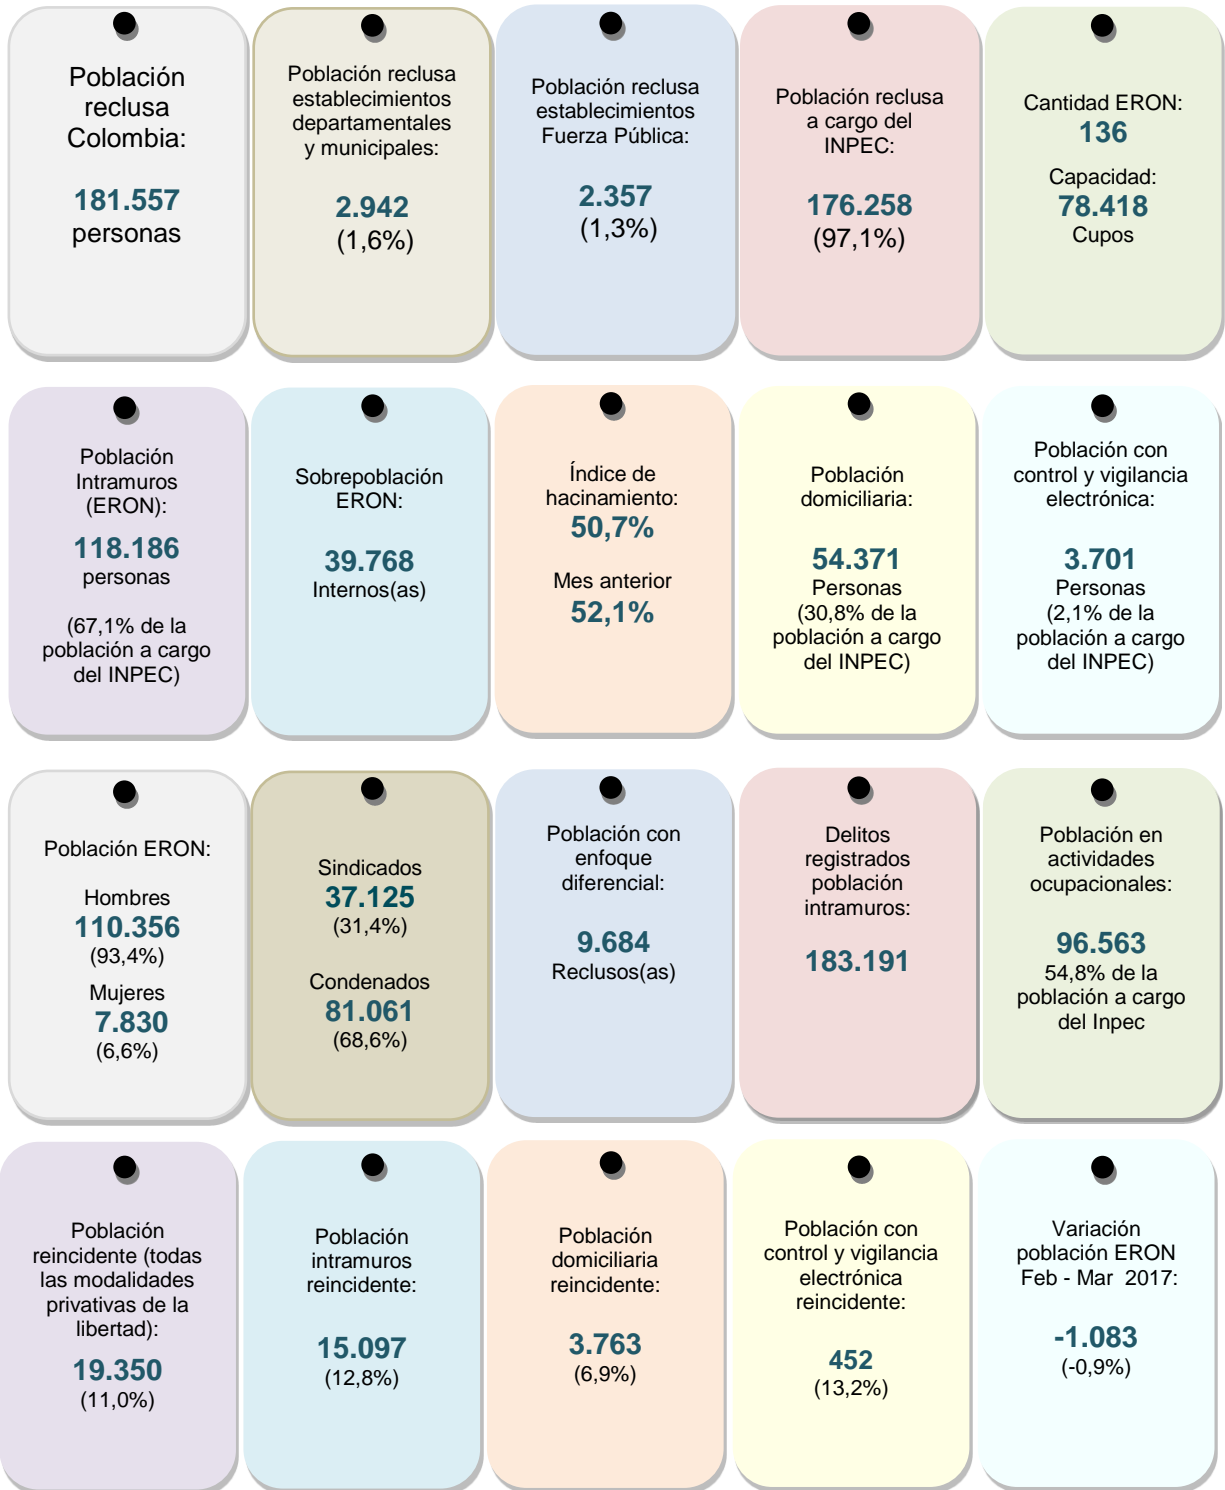 Población
reclusa
Colombia:
181.557
personas
Población reclusa
establecimientos
departamentales
y municipales:
2.942
(1,6%)
Población reclusa
establecimientos
Fuerza Pública:
2.357
(1,3%)
Población reclusa
a cargo del
INPEC:
176.258
(97,1%)
Cantidad ERON:
136
Capacidad:
78.418
Cupos
Población
Intramuros
(ERON):
118.186
personas
(67,1% de la
población a cargo
del INPEC)
Sobrepoblación
ERON:
39.768
Internos(as)
Índice de
hacinamiento:
50,7%
Mes anterior
52,1%
Población
domiciliaria:
54.371
Personas
(30,8% de la
población a cargo
del INPEC)
Población con
control y vigilancia
electrónica:
3.701
Personas
(2,1% de la
población a cargo
del INPEC)
Población ERON:
Hombres
110.356
(93,4%)
Mujeres
7.830
(6,6%)
Sindicados
37.125
(31,4%)
Condenados
81.061
(68,6%)
Población con
enfoque
diferencial:
9.684
Reclusos(as)
Delitos
registrados
población
intramuros:
183.191
Población en
actividades
ocupacionales:
96.563
54,8% de la
población a cargo
del Inpec
Población
reincidente (todas
las modalidades
privativas de la
libertad):
19.350
(11,0%)
Población
intramuros
reincidente:
15.097
(12,8%)
Población
domiciliaria
reincidente:
3.763
(6,9%)
Población con
control y vigilancia
electrónica
reincidente:
452
(13,2%)
Variación
población ERON
Feb - Mar 2017:
-1.083
(-0,9%)